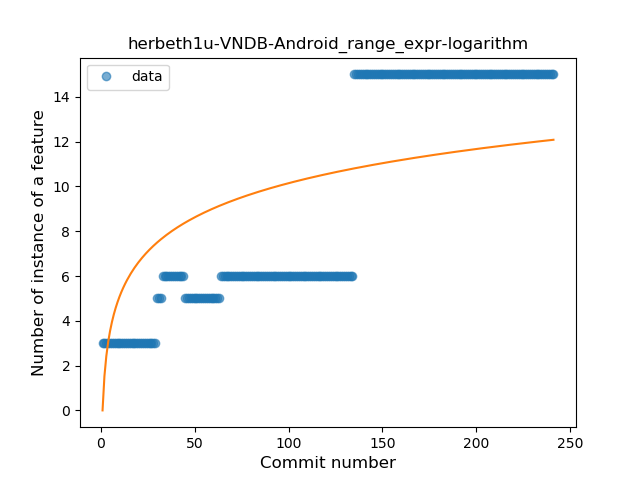 herbeth1u-VNDB-Android_range_expr-logarithm
data
Number of instance of a feature
14
12
10
8
6
4
2
0
0 50 100 150 200 250
Commit number